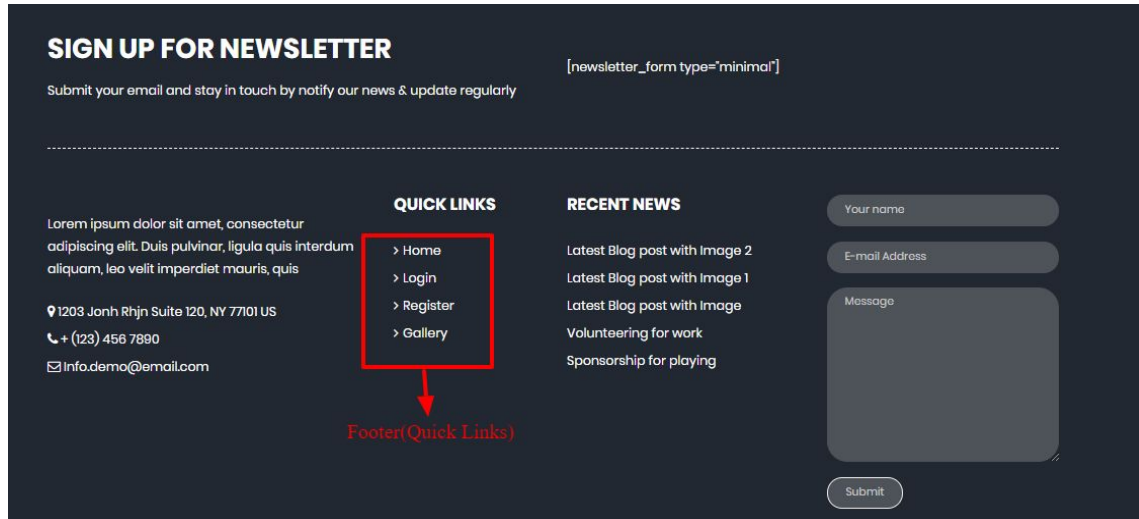 SIGN UP FOR NEWSLETTER
Submit your email and stay in touch by notify our news & update regularly
[newsletter_form type="minimal"]
Lorem ipsum dolor sit amet, consectetur
adipiscing elit. Duis pulvinar, ligula quis interdum
aliquam, leo velit imperdiet mauris, quis
1203 Jonh Rhjn Suite 120, NY 77101 US
+ (123) 456 7890
Info.demo@email.com
QUICK LINKS
> Home
> Login
> Register
> Gallery
Footer(Quick Links)
RECENT NEWS
Latest Blog post with Image 2
Latest Blog post with Image 1
Latest Blog post with Image
Volunteering for work
Sponsorship for playing
Your name
E-mail Address
Message
Submit